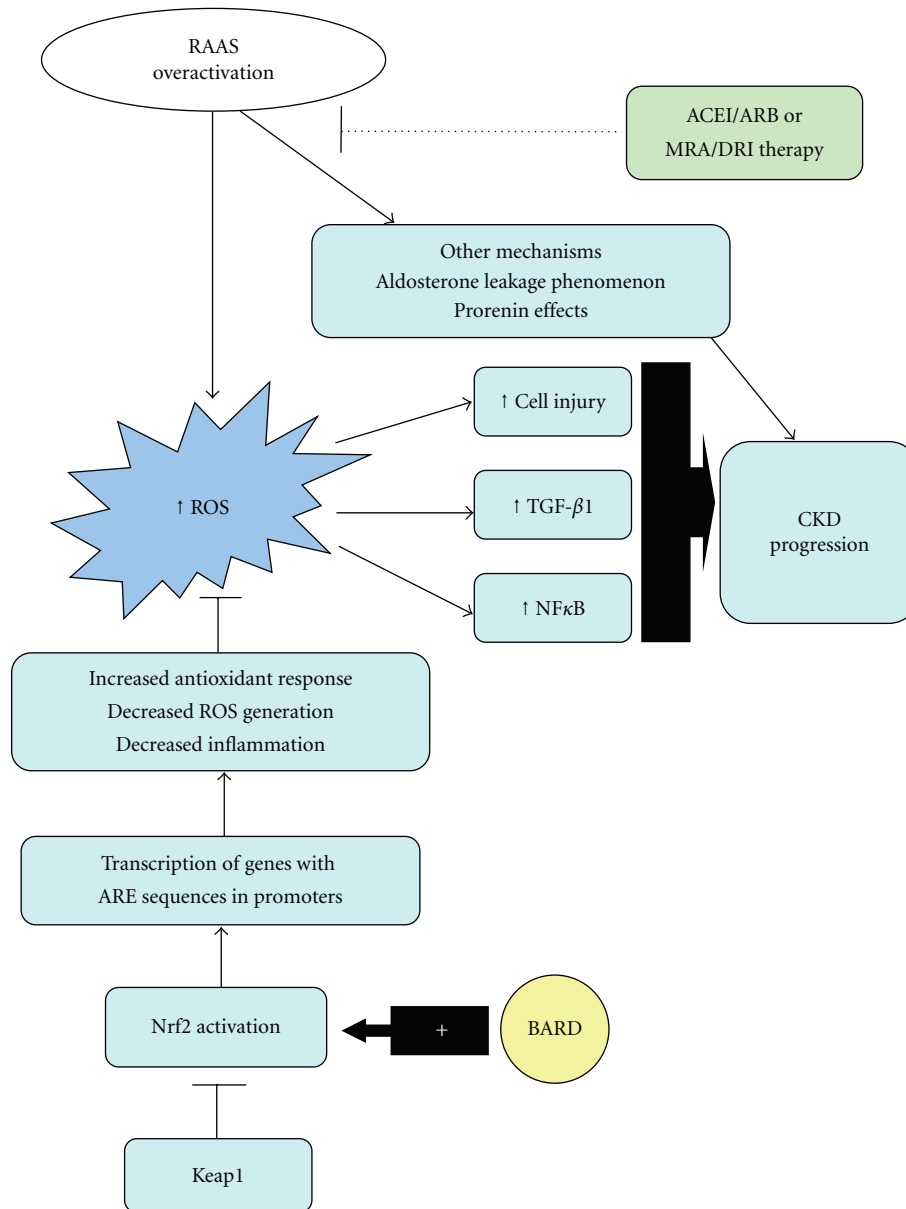 RAAS
overactivation
ACEI/ARB or
MRA/DRI therapy
Other mechanisms
Aldosterone leakage phenomenon
Prorenin effects
↑ Cell injury
↑ ROS
↑ TGF-β1
CKD
progression
↑ NFκB
Increased antioxidant response
Decreased ROS generation
Decreased inflammation
Transcription of genes with
ARE sequences in promoters
Nrf2 activation
+
BARD
Keap1